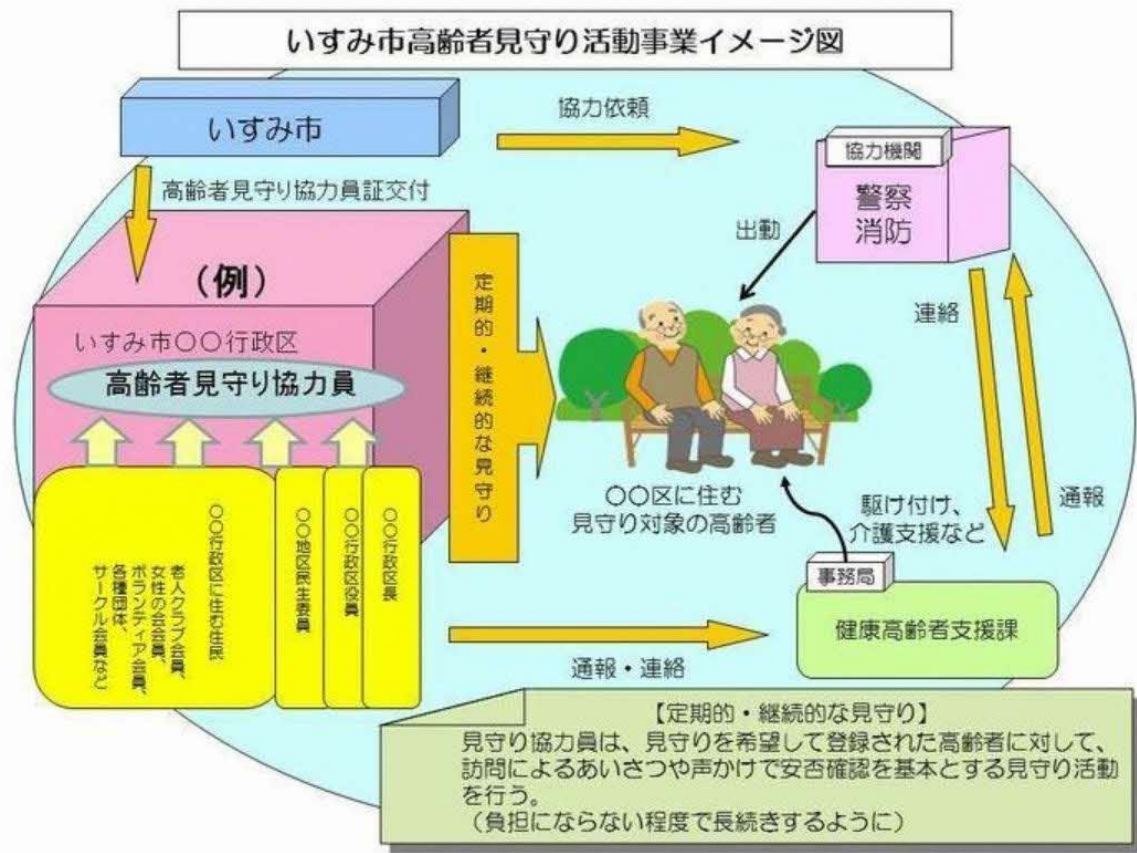 いすみ市高齢者見守り活動事業イメージ図
いすみ市
協力依頼
協力機関
警察
消防
高齢者見守り協力員証交付
出動
(例)
いすみ市〇〇行政区
高齢者見守り協力員
定期的・継続的な見守り
連絡
通報
〇〇区に住む
見守り対象の高齢者
駆け付け、
介護支援など
〇〇行政区長
〇〇行政区役員
〇〇地区民生委員
〇〇行政区に住む住民
老人クラブ会員、
女性の会会員、
ボランティア会員、
各種団体、
サークル会員など
事務局
健康高齢者支援課
通報・連絡
【定期的・継続的な見守り】
見守り協力員は、見守りを希望して登録された高齢者に対して、
訪問によるあいさつや声かけで安否確認を基本とする見守り活動
を行う。
(負担にならない程度で長続きするように)